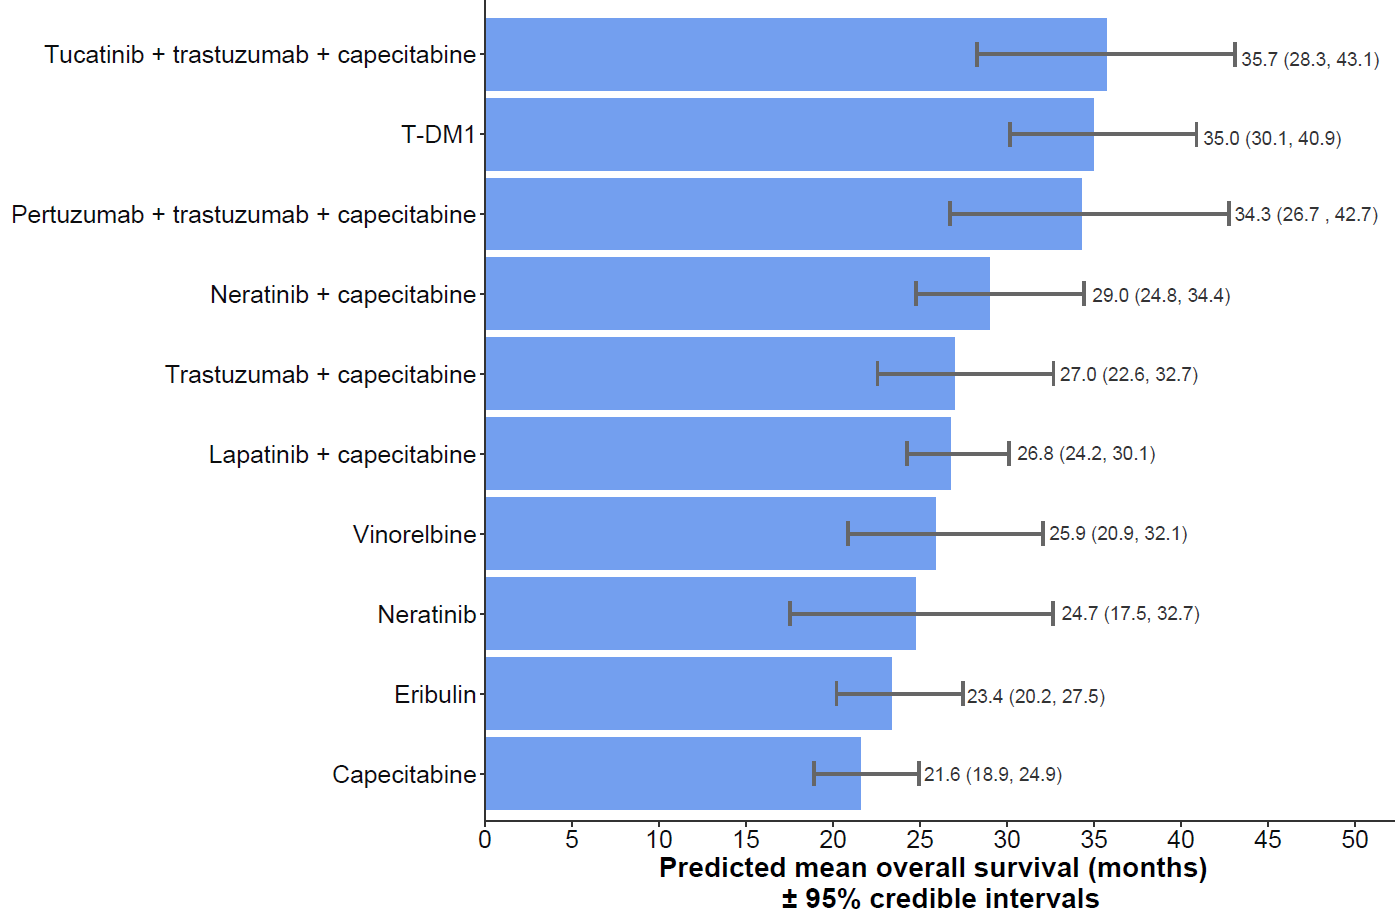 Tucatinib + trastuzumab + capecitabine
35.7 (28.3, 43.1)
T-DM1
35.0 (30.1, 40.9)
Pertuzumab + trastuzumab + capecitabine
34.3 (26.7 , 42.7)
Neratinib + capecitabine
29.0 (24.8, 34.4)
Trastuzumab + capecitabine
27.0 (22.6, 32.7)
Lapatinib + capecitabine
26.8 (24.2, 30.1)
Vinorelbine
25.9 (20.9, 32.1)
Neratinib
24.7 (17.5, 32.7)
Eribulin
23.4 (20.2, 27.5)
Capecitabine
21.6 (18.9, 24.9)
0 5 10 15 20 25 30 35 40 45 50
Predicted mean overall survival (months)
± 95% credible intervals